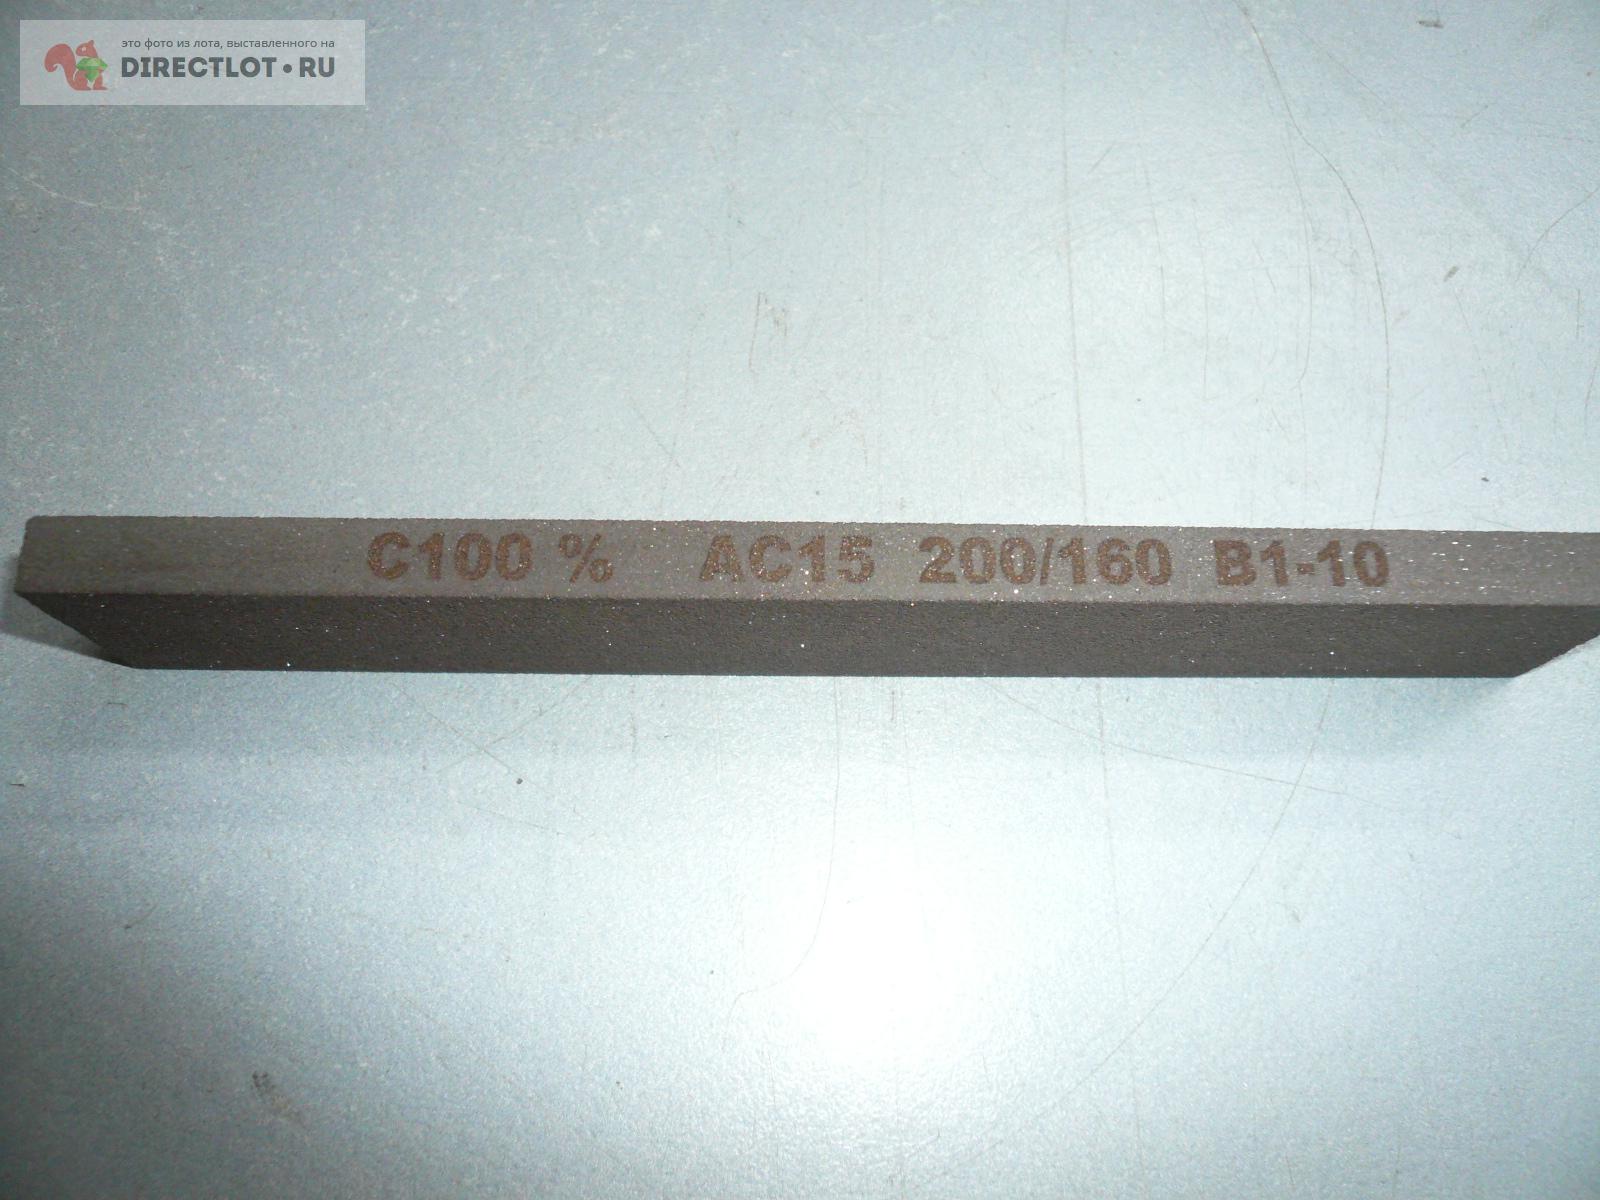 это фото из лота, выставленного на
DIRECTLOT•RU
С100 % АС15 200/160 В1-10